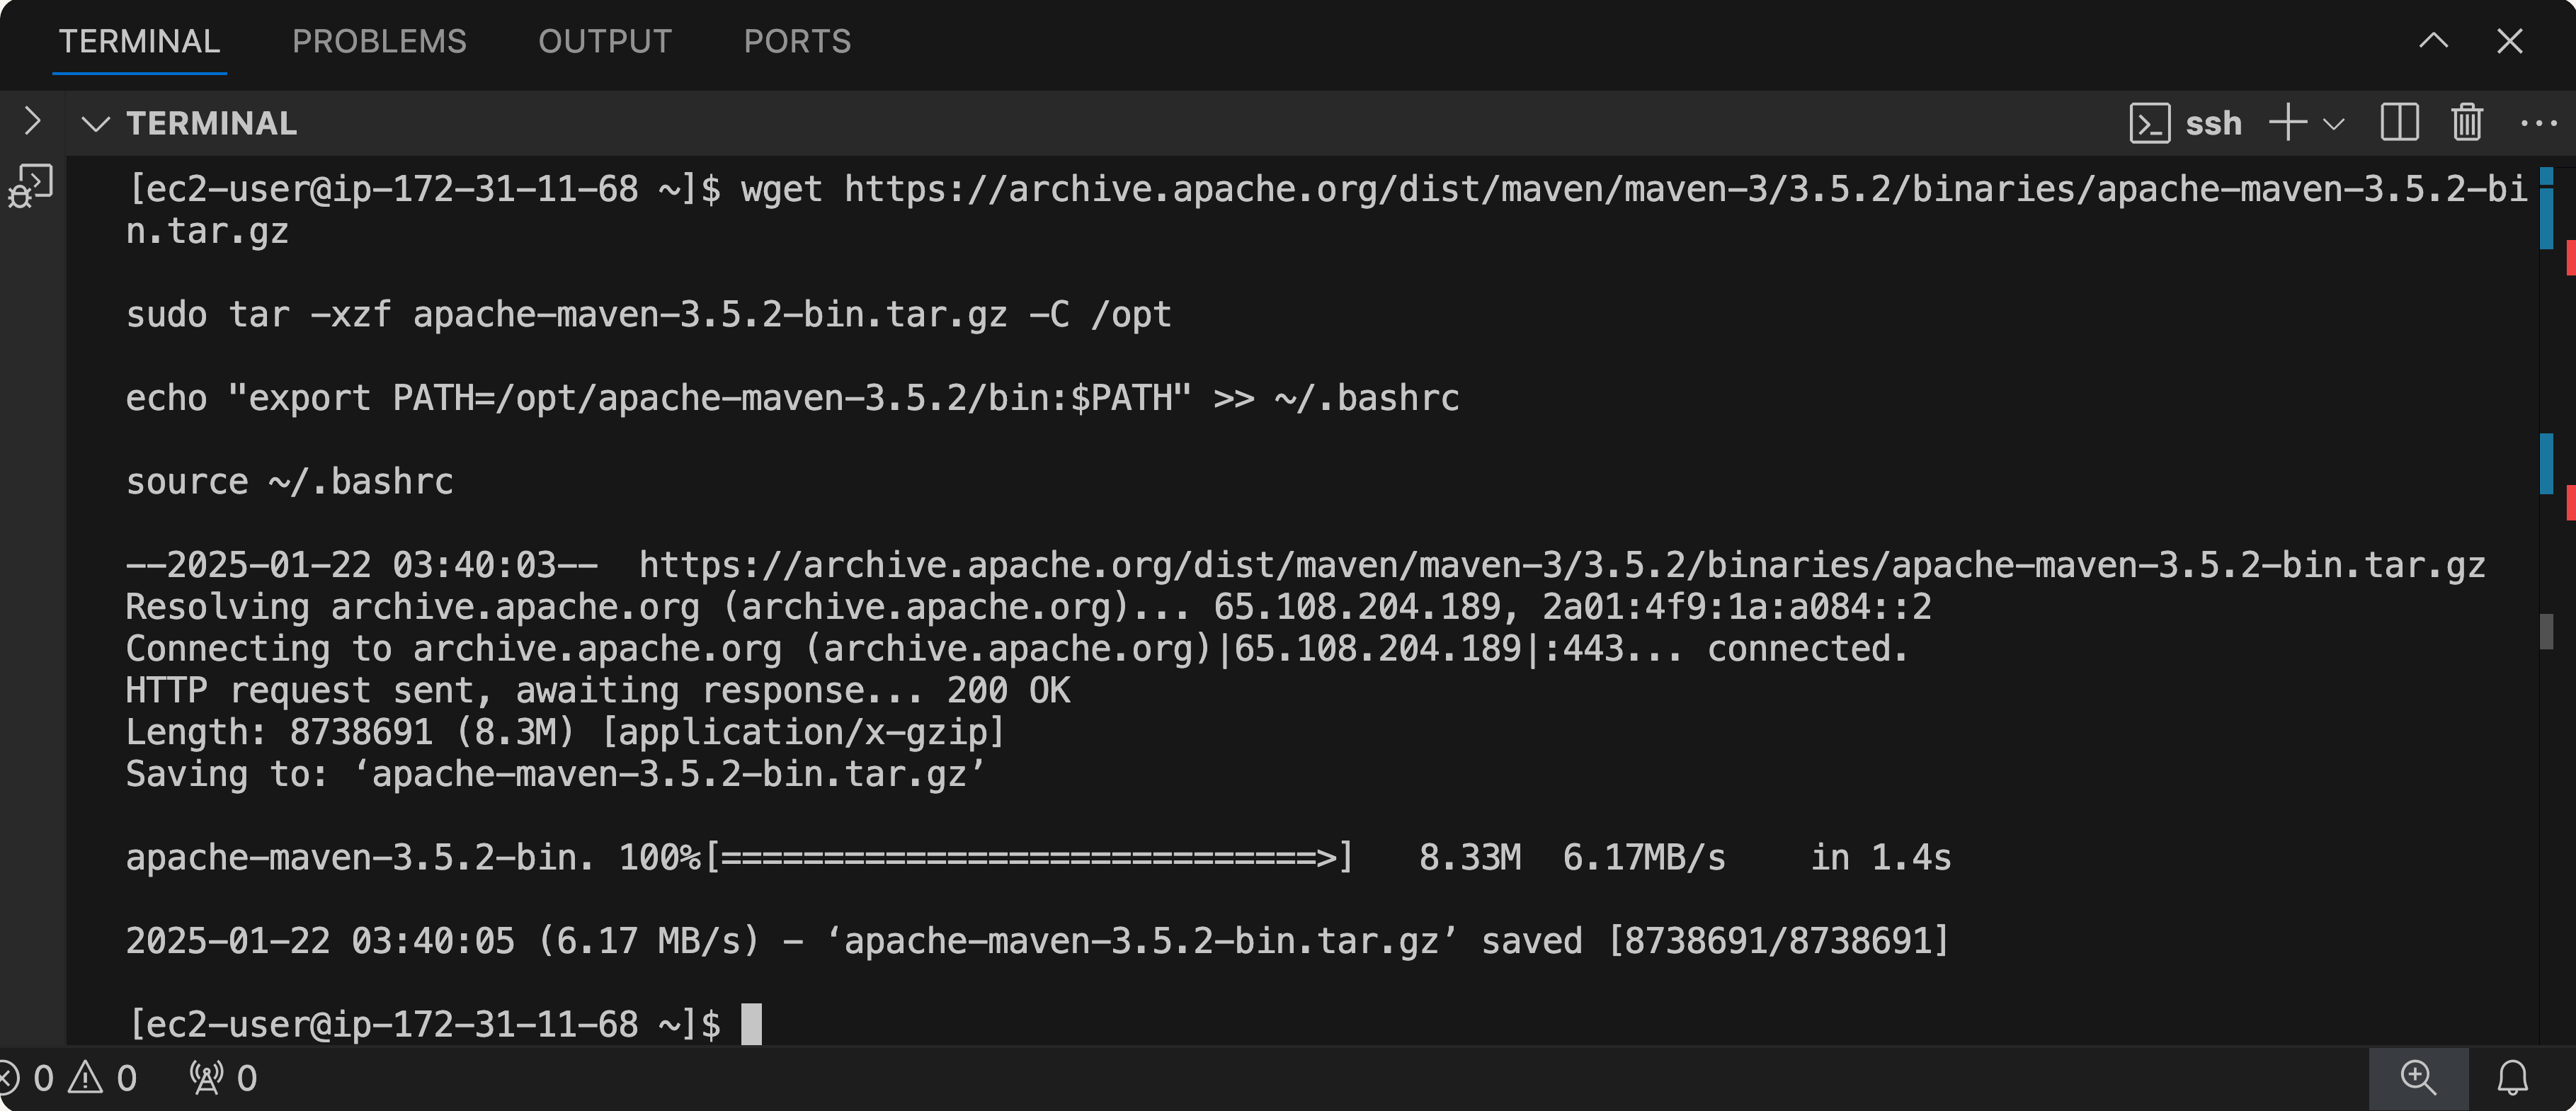 TERMINAL PROBLEMS OUTPUT PORTS
TERMINAL ssh
[ec2-user@ip-172-31-11-68 ~]$ wget https://archive.apache.org/dist/maven/maven-3/3.5.2/binaries/apache-maven-3.5.2-bi
n.tar.gz
sudo tar -xzf apache-maven-3.5.2-bin.tar.gz -C /opt
echo "export PATH=/opt/apache-maven-3.5.2/bin:$PATH" >> ~/.bashrc
source ~/.bashrc
--2025-01-22 03:40:03--  https://archive.apache.org/dist/maven/maven-3/3.5.2/binaries/apache-maven-3.5.2-bin.tar.gz
Resolving archive.apache.org (archive.apache.org)... 65.108.204.189, 2a01:4f9:1a:a084::2
Connecting to archive.apache.org (archive.apache.org)|65.108.204.189|:443... connected.
HTTP request sent, awaiting response... 200 OK
Length: 8738691 (8.3M) [application/x-gzip]
Saving to: ‘apache-maven-3.5.2-bin.tar.gz’
apache-maven-3.5.2-bin. 100%[=============================>]   8.33M  6.17MB/s    in 1.4s
2025-01-22 03:40:05 (6.17 MB/s) - ‘apache-maven-3.5.2-bin.tar.gz’ saved [8738691/8738691]
[ec2-user@ip-172-31-11-68 ~]$
0 0 0